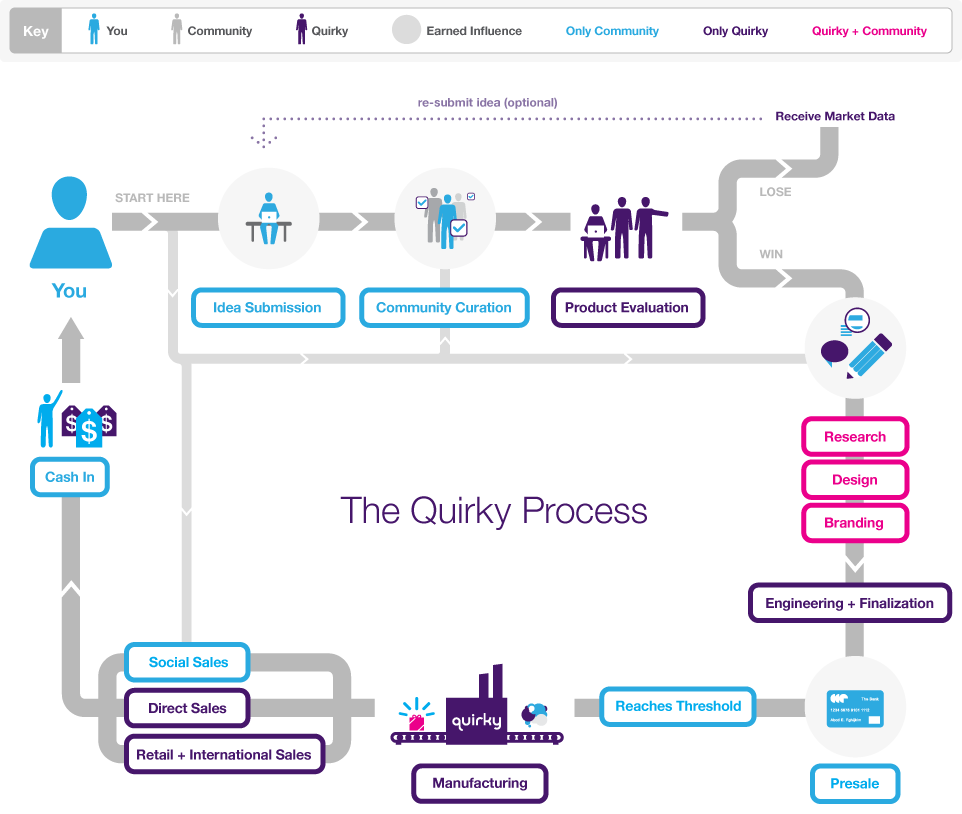 Key
You
Community
Quirky
Earned Influence
Only Community
Only Quirky
Quirky + Community
re-submit idea (optional)
Receive Market Data
START HERE
LOSE
WIN
You
Idea Submission
Community Curation
Product Evaluation
$ $ $
Cash In
The Quirky Process
Research
Design
Branding
Engineering + Finalization
Social Sales
Direct Sales
Retail + International Sales
quirky
Manufacturing
Reaches Threshold
The Bank
Presale